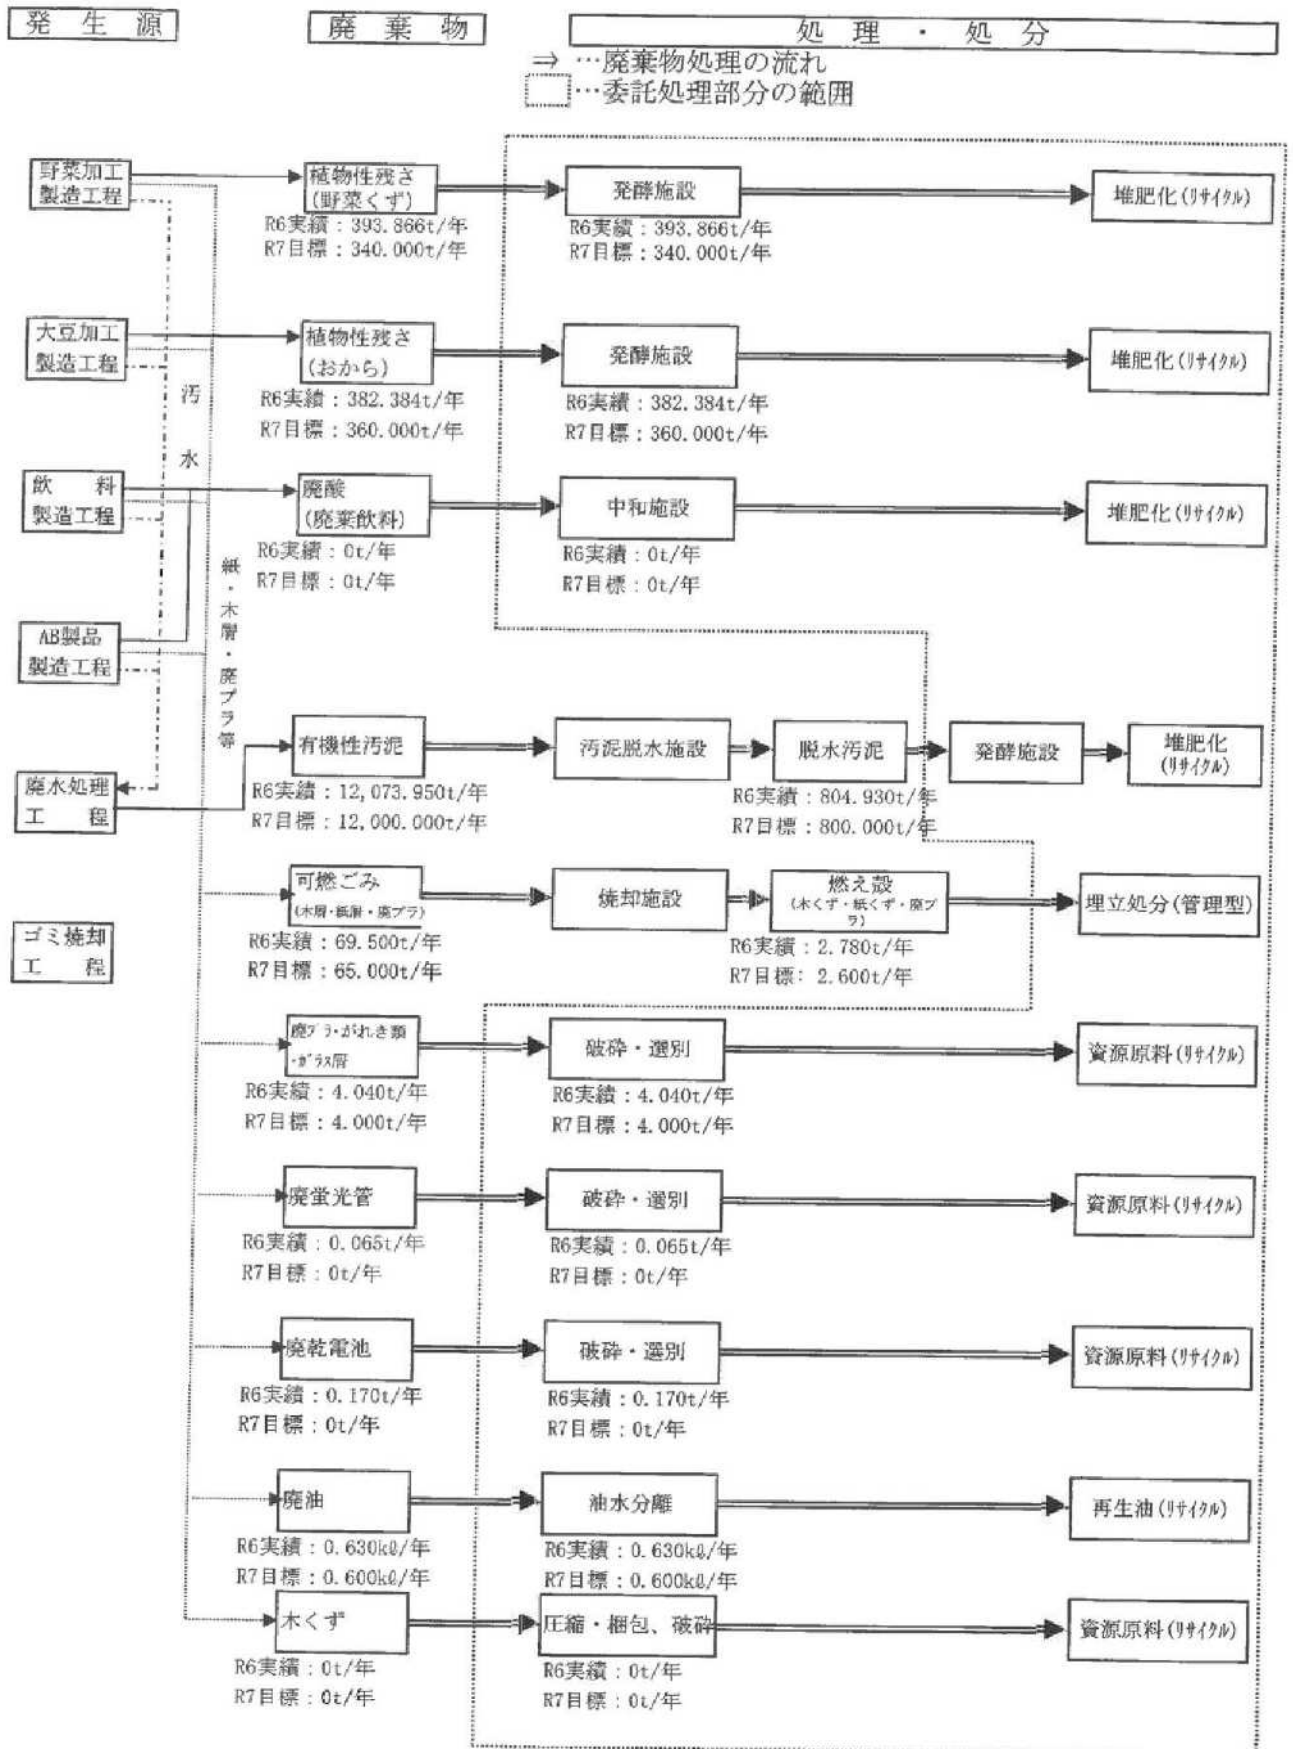 発生源
廃棄物
処理・処分
⇒ …廃棄物処理の流れ
…委託処理部分の範囲
野菜加工
製造工程
植物性残さ
(野菜くず)
R6実績：393.866t/年
R7目標：340.000t/年
発酵施設
R6実績：393.866t/年
R7目標：340.000t/年
堆肥化(ﾘｻｲｸﾙ)
大豆加工
製造工程
植物性残さ
(おから)
R6実績：382.384t/年
R7目標：360.000t/年
発酵施設
R6実績：382.384t/年
R7目標：360.000t/年
堆肥化(ﾘｻｲｸﾙ)
汚水
飲料
製造工程
廃酸
(廃棄飲料)
R6実績：0t/年
R7目標：0t/年
中和施設
R6実績：0t/年
R7目標：0t/年
堆肥化(ﾘｻｲｸﾙ)
紙・木屑・廃プラ等
AB製品
製造工程
廃水処理
工程
有機性汚泥
R6実績：12,073.950t/年
R7目標：12,000.000t/年
汚泥脱水施設
脱水汚泥
R6実績：804.930t/年
R7目標：800.000t/年
発酵施設
堆肥化
(ﾘｻｲｸﾙ)
ゴミ焼却
工程
可燃ごみ
(木屑・紙屑・廃プラ)
R6実績：69.500t/年
R7目標：65.000t/年
焼却施設
燃え殻
(木くず・紙くず・廃プ
ラ)
R6実績：2.780t/年
R7目標：2.600t/年
埋立処分(管理型)
廃ﾌﾟﾗ・がれき類
・ｶﾞﾗｽ屑
R6実績：4.040t/年
R7目標：4.000t/年
破砕・選別
R6実績：4.040t/年
R7目標：4.000t/年
資源原料(ﾘｻｲｸﾙ)
廃蛍光管
R6実績：0.065t/年
R7目標：0t/年
破砕・選別
R6実績：0.065t/年
R7目標：0t/年
資源原料(ﾘｻｲｸﾙ)
廃乾電池
R6実績：0.170t/年
R7目標：0t/年
破砕・選別
R6実績：0.170t/年
R7目標：0t/年
資源原料(ﾘｻｲｸﾙ)
廃油
R6実績：0.630kℓ/年
R7目標：0.600kℓ/年
油水分離
R6実績：0.630kℓ/年
R7目標：0.600kℓ/年
再生油(ﾘｻｲｸﾙ)
木くず
R6実績：0t/年
R7目標：0t/年
圧縮・梱包、破砕
R6実績：0t/年
R7目標：0t/年
資源原料(ﾘｻｲｸﾙ)